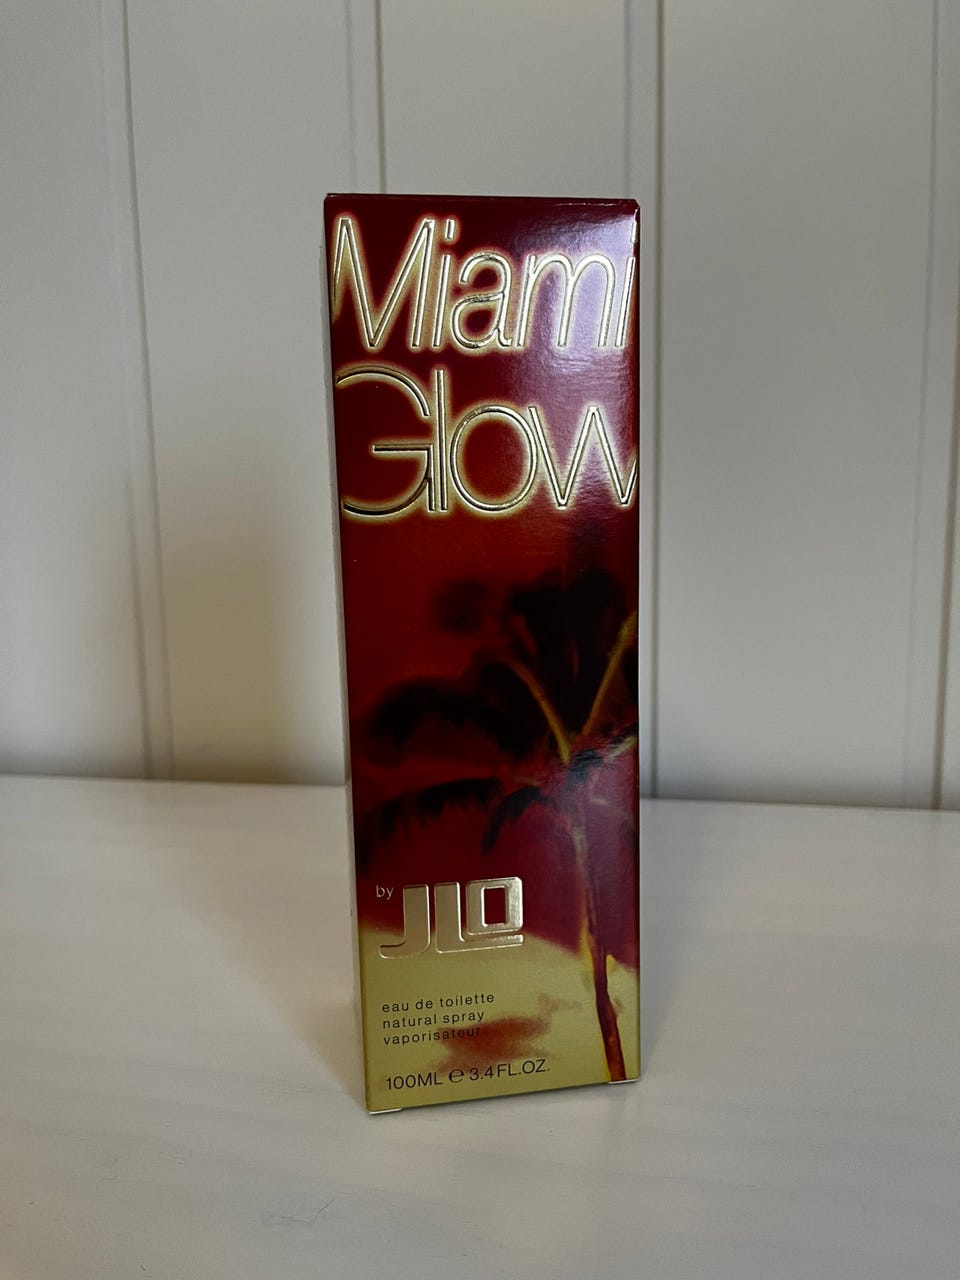 Miami
Glow
by JLO
eau de toilette
natural spray
vaporisateur
100ML ℮ 3.4FL.OZ.